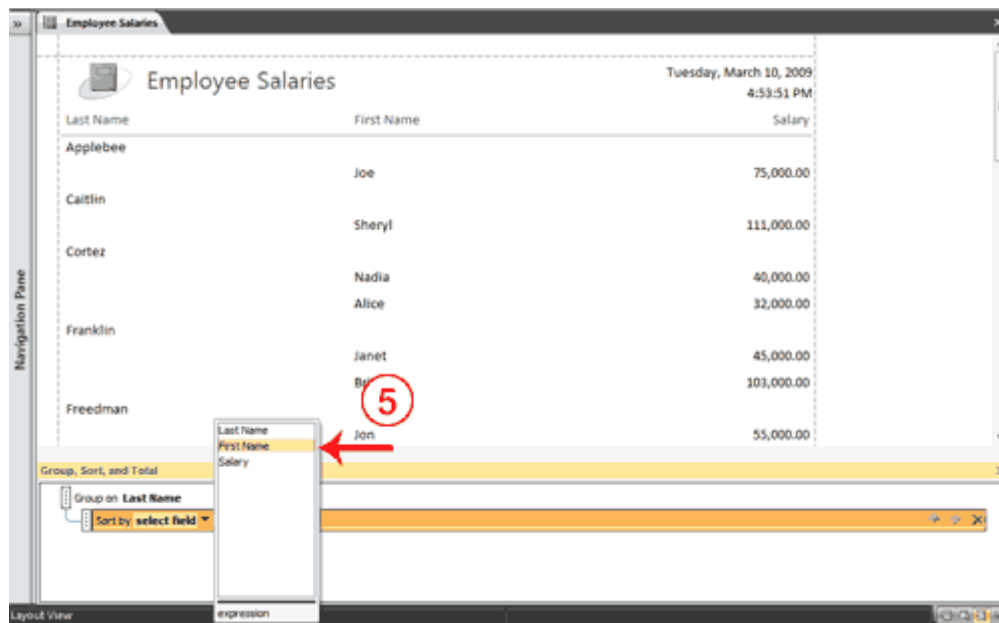 Employee Salaries
Employee Salaries
Tuesday, March 10, 2009
4:53:51 PM
Last Name First Name Salary
Applebee
Joe 75,000.00
Caitlin
Sheryl 111,000.00
Cortez
Nadia 40,000.00
Alice 32,000.00
Franklin
Janet 45,000.00
103,000.00
5
Freedman
Jon 55,000.00
Last Name
First Name
Salary
expression
Group, Sort, and Total
Group on Last Name
Sort by select field
Navigation Pane
Layout View